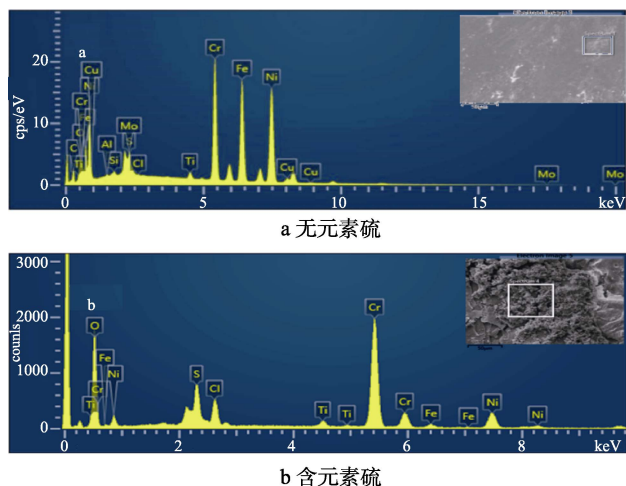 a
Cu
Ni
Cr
Fe
C
Ti
Al
Si
Mo
S
Cl
Ti
Cr
Fe
Ni
Cu
Cu
Mo
Mo
cps/eV
20
10
0
0
5
10
15
keV
a 无元素硫
b
O
Fe
Cr
Ti
Ni
S
Cl
Ti
Ti
Cr
Cr
Fe
Fe
Ni
Ni
counts
3000
2000
1000
0
0
2
4
6
8
keV
b 含元素硫